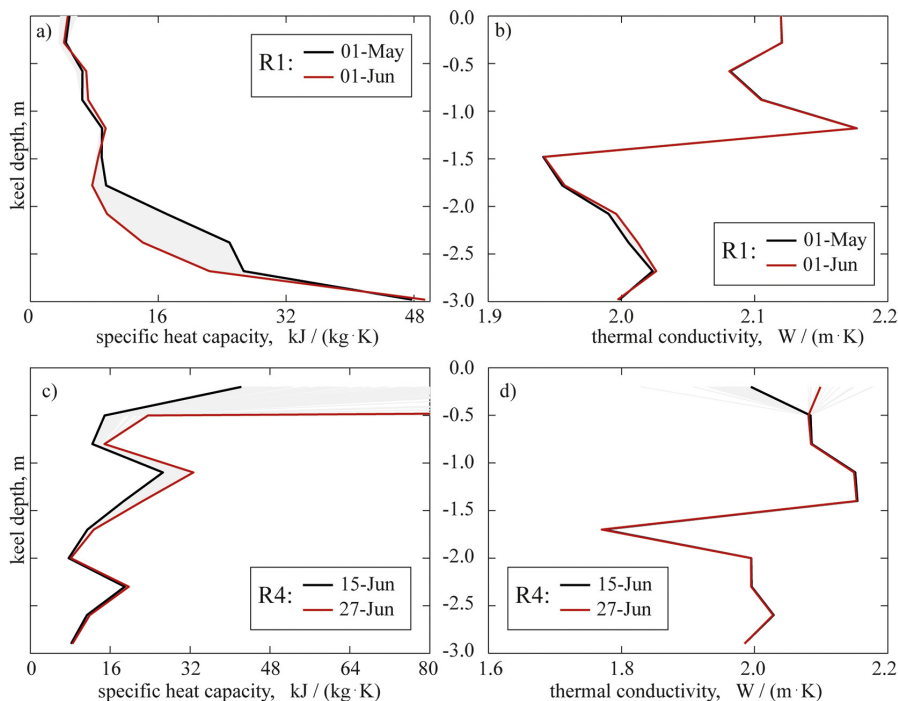 a)
R1:
01-May
01-Jun
keel depth, m
0 16 32 48
specific heat capacity, kJ / (kg·K)
b)
0.0
-0.5
-1.0
-1.5
-2.0
-2.5
-3.0
R1:
01-May
01-Jun
1.9 2.0 2.1 2.2
thermal conductivity, W / (m·K)
c)
R4:
15-Jun
27-Jun
keel depth, m
0 16 32 48 64 80
specific heat capacity, kJ / (kg·K)
d)
0.0
-0.5
-1.0
-1.5
-2.0
-2.5
-3.0
R4:
15-Jun
27-Jun
1.6 1.8 2.0 2.2
thermal conductivity, W / (m·K)